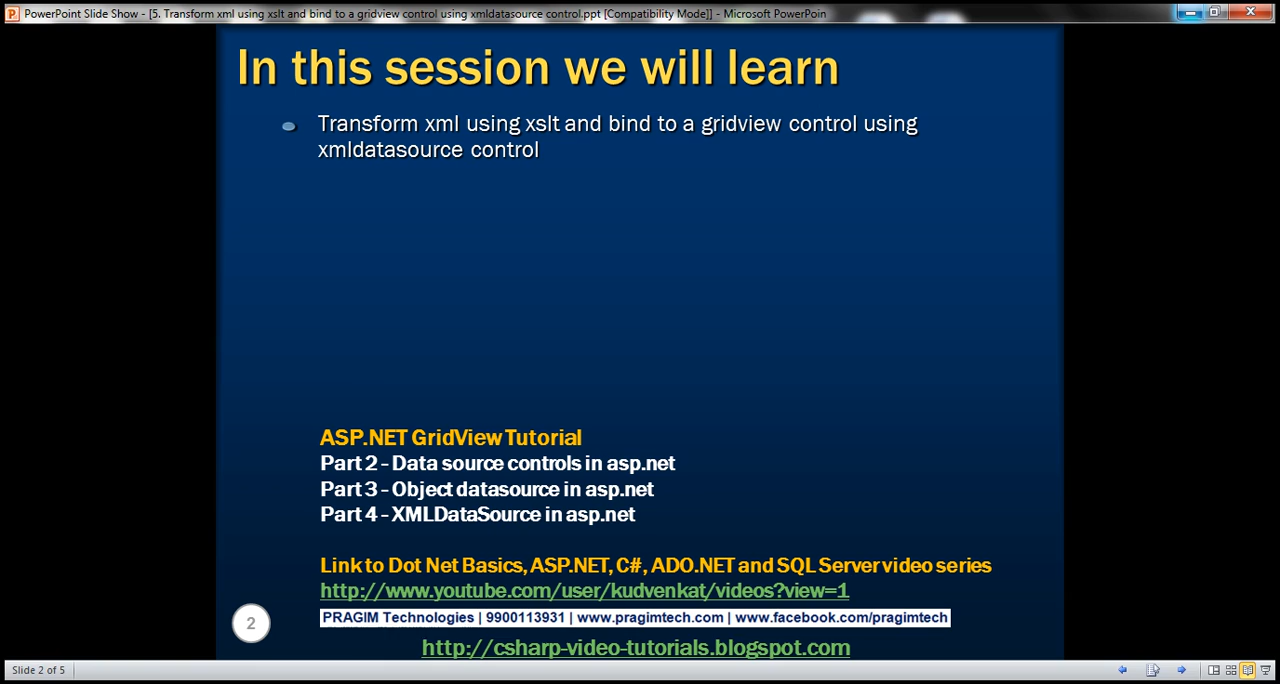 PowerPoint Slide Show - [5. Transform xml using xslt and bind to a gridview control using xmldatasource control.ppt [Compatibility Mode]] - Microsoft PowerPoin
In this session we will learn
Transform xml using xslt and bind to a gridview control using
xmldatasource control
ASP.NET GridView Tutorial
Part 2 - Data source controls in asp.net
Part 3 - Object datasource in asp.net
Part 4 - XMLDataSource in asp.net
Link to Dot Net Basics, ASP.NET, C#, ADO.NET and SQL Server video series
http://www.youtube.com/user/kudvenkat/videos?view=1
PRAGIM Technologies | 9900113931 | www.pragimtech.com | www.facebook.com/pragimtech
2
http://csharp-video-tutorials.blogspot.com
Slide 2 of 5